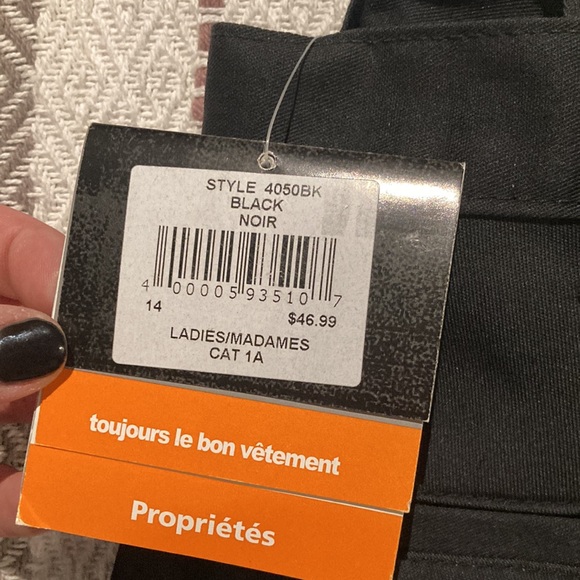 STYLE 4050BK
BLACK
NOIR
4 00005 93510 7
14 $46.99
LADIES/MADAMES
CAT 1A
toujours le bon vêtement
Propriétés